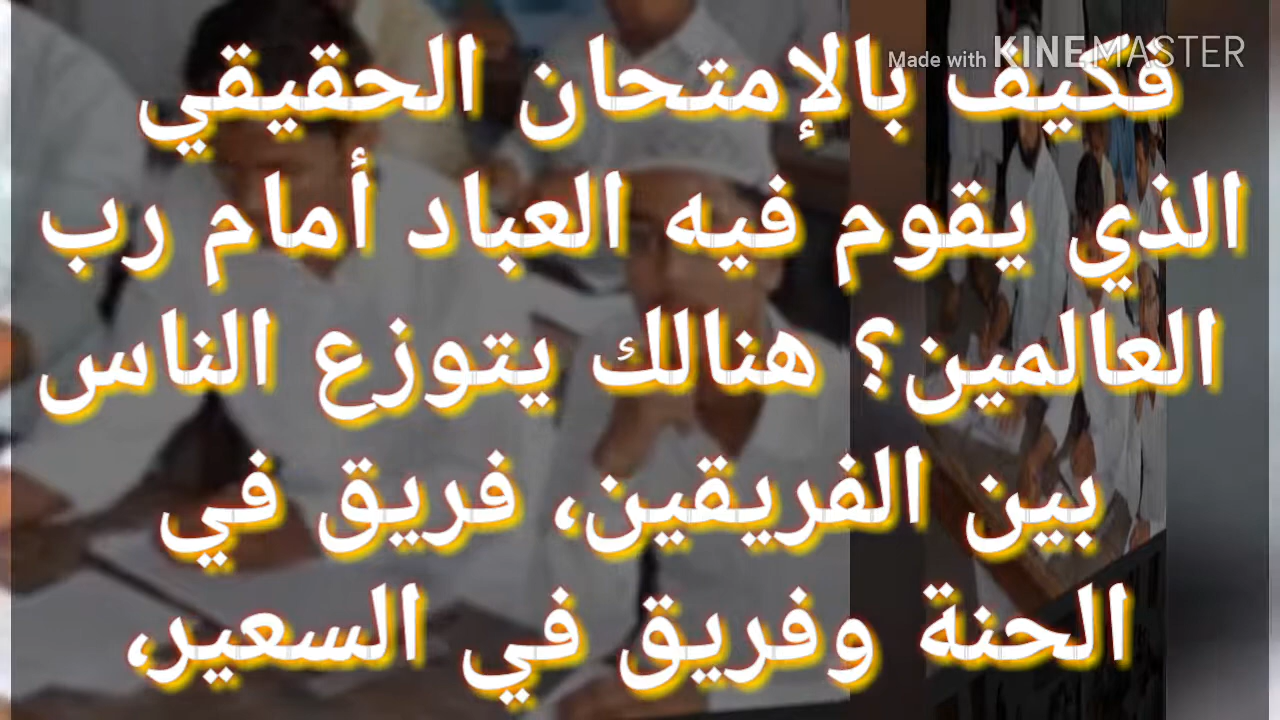 Made with KINEMASTER
فكيف بالإمتحان الحقيقي
الذي يقوم فيه العباد أمام رب
العالمين؟ هنالك يتوزع الناس
بين الفريقين، فريق في
الحنة وفريق في السعير،